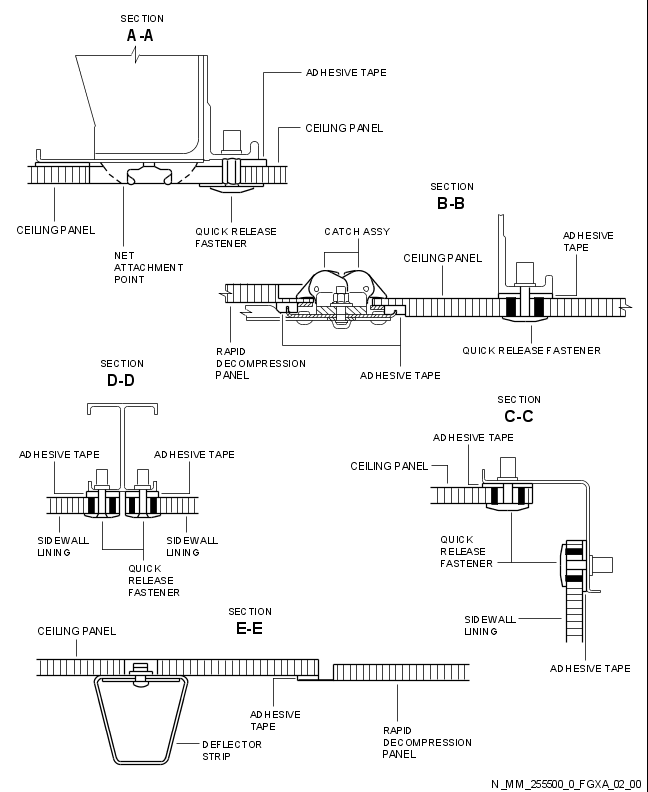 SECTION
A-A
ADHESIVE TAPE
CEILING PANEL
CEILING PANEL
NET
ATTACHMENT
POINT
QUICK RELEASE
FASTENER
SECTION
B-B
CATCH ASSY
CEILING PANEL
ADHESIVE
TAPE
RAPID
DECOMPRESSION
PANEL
ADHESIVE TAPE
QUICK RELEASE FASTENER
SECTION
D-D
ADHESIVE TAPE
ADHESIVE TAPE
SIDEWALL
LINING
SIDEWALL
LINING
QUICK
RELEASE
FASTENER
SECTION
C-C
ADHESIVE TAPE
CEILING PANEL
QUICK
RELEASE
FASTENER
SIDEWALL
LINING
ADHESIVE TAPE
SECTION
E-E
CEILING PANEL
ADHESIVE
TAPE
DEFLECTOR
STRIP
RAPID
DECOMPRESSION
PANEL
N_MM_255500_0_FGXA_02_00